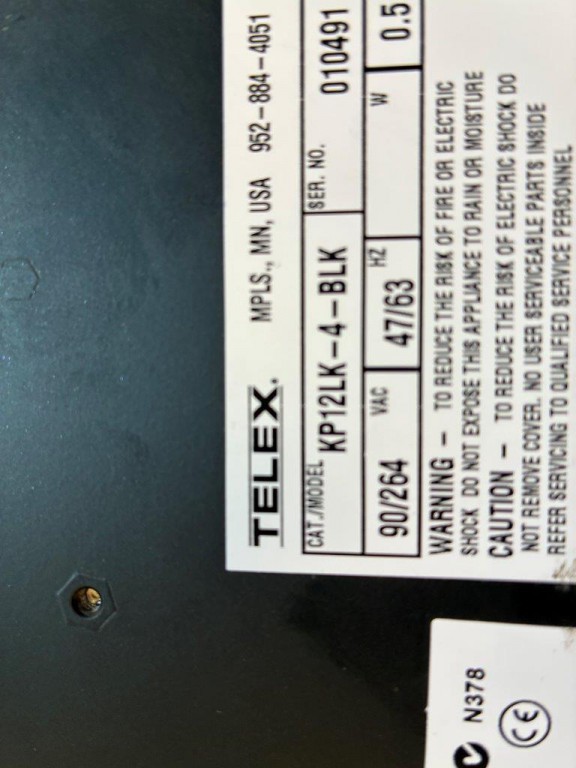 TELEX. MPLS., MN, USA 952-884-4051
CAT./MODEL KP12LK-4-BLK SER. NO. 010491
90/264 VAC 47/63 HZ W 0.5
WARNING - TO REDUCE THE RISK OF FIRE OR ELECTRIC
SHOCK DO NOT EXPOSE THIS APPLIANCE TO RAIN OR MOISTURE
CAUTION - TO REDUCE THE RISK OF ELECTRIC SHOCK DO
NOT REMOVE COVER. NO USER SERVICEABLE PARTS INSIDE
REFER SERVICING TO QUALIFIED SERVICE PERSONNEL
N378
CE